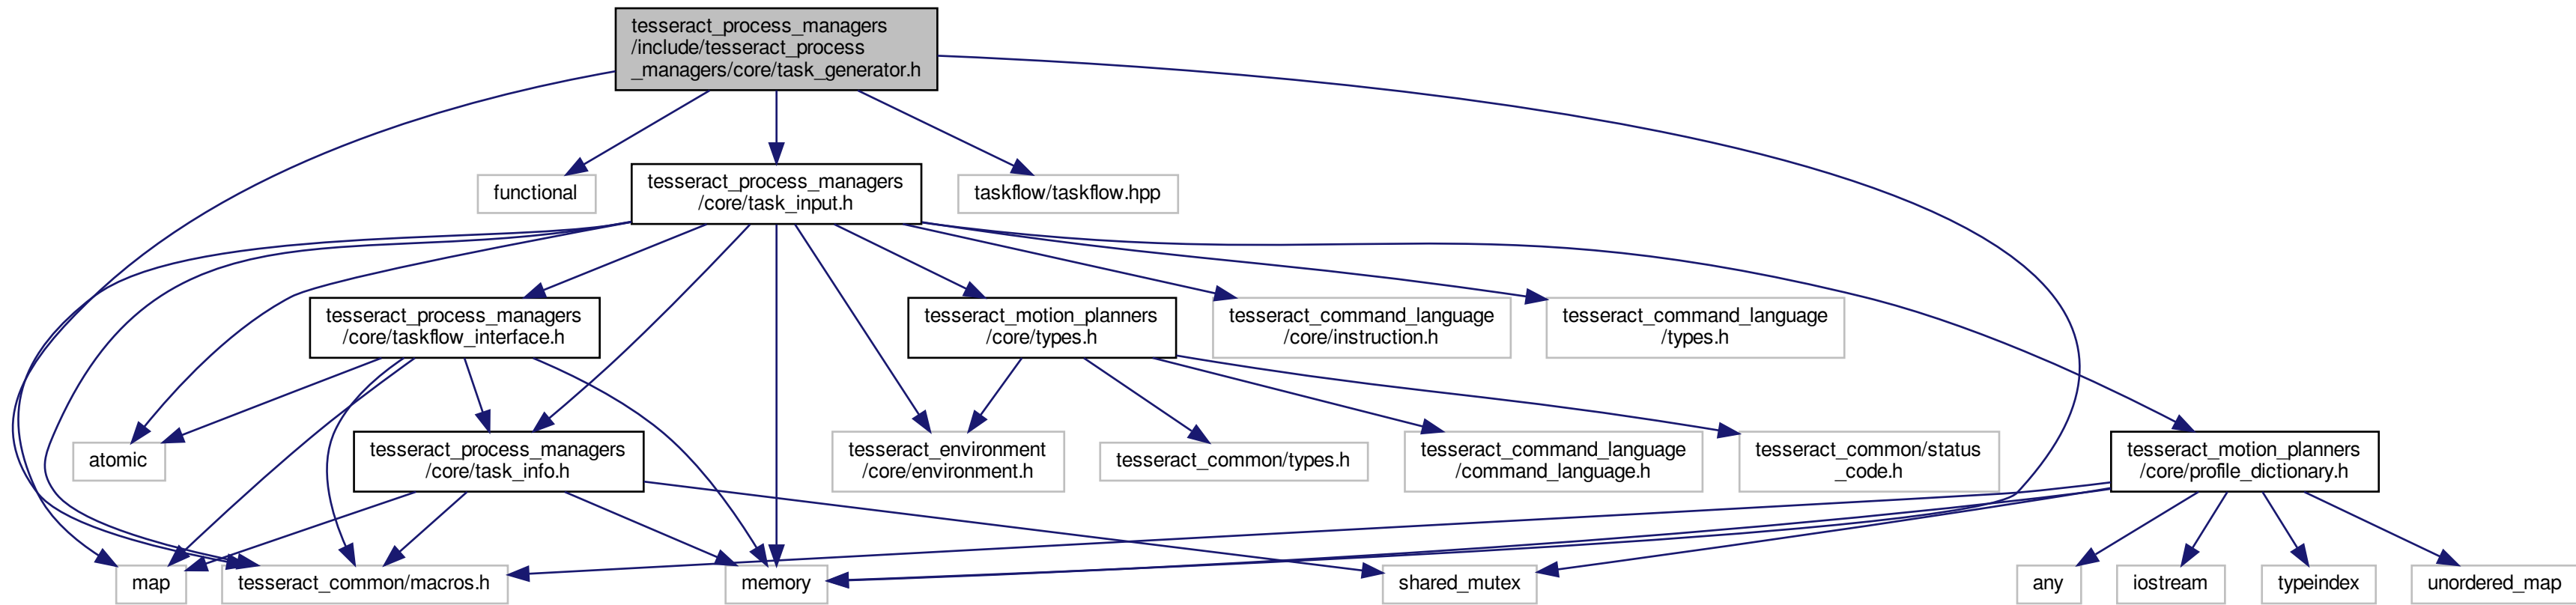 tesseract_process_managers
/include/tesseract_process
_managers/core/task_generator.h
functional
tesseract_process_managers
/core/task_input.h
taskflow/taskflow.hpp
tesseract_process_managers
/core/taskflow_interface.h
tesseract_motion_planners
/core/types.h
tesseract_command_language
/core/instruction.h
tesseract_command_language
/types.h
atomic
tesseract_process_managers
/core/task_info.h
tesseract_environment
/core/environment.h
tesseract_common/types.h
tesseract_command_language
/command_language.h
tesseract_common/status
_code.h
tesseract_motion_planners
/core/profile_dictionary.h
map
tesseract_common/macros.h
memory
shared_mutex
any
iostream
typeindex
unordered_map